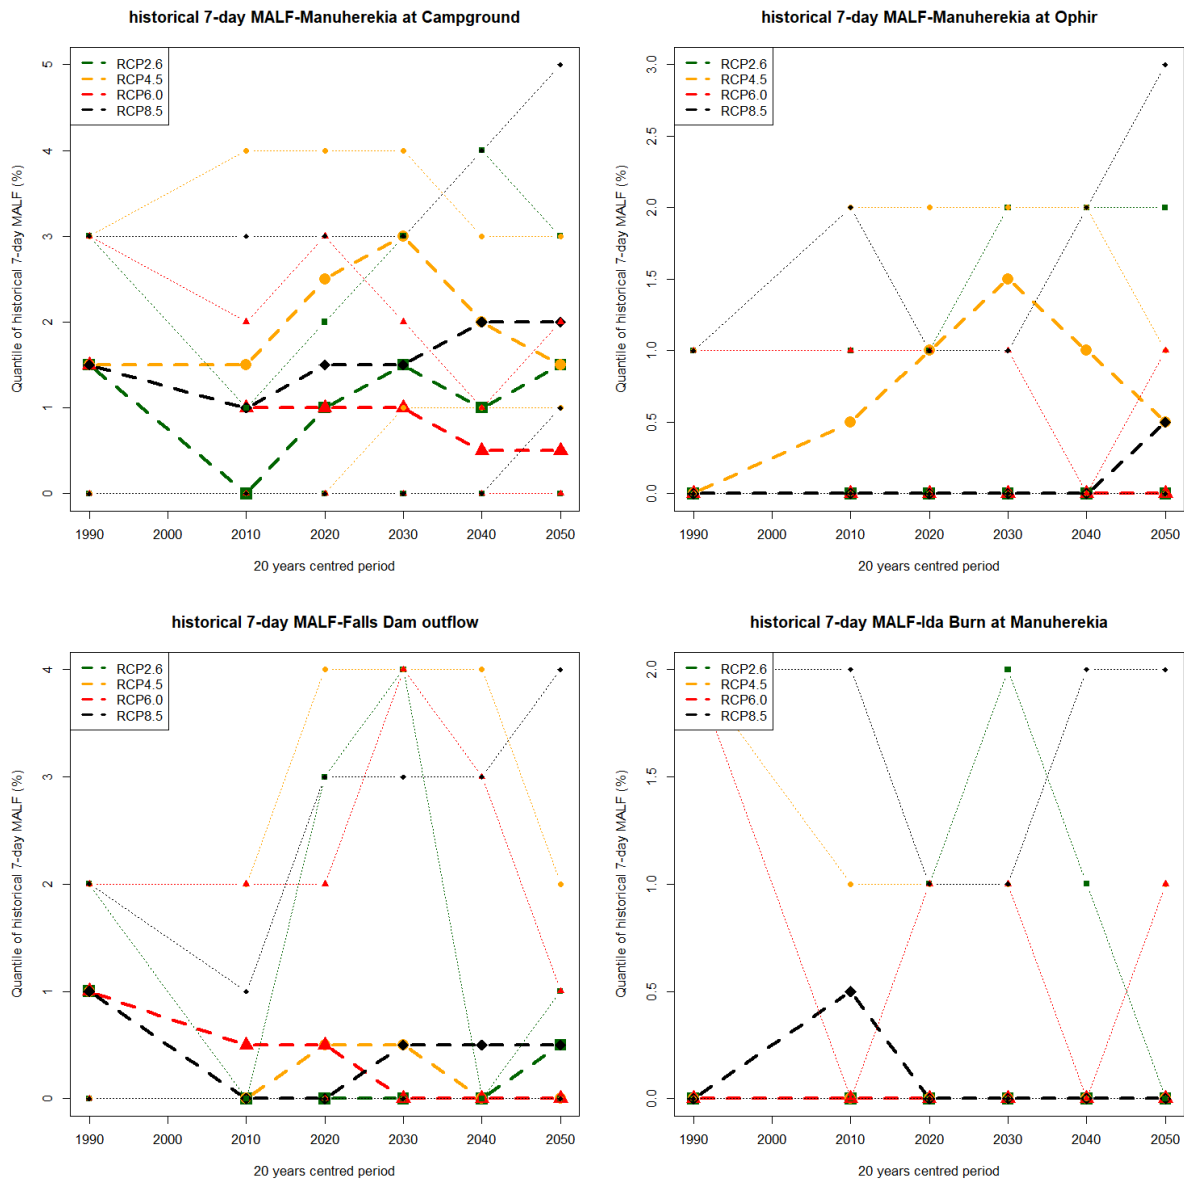 historical 7-day MALF-Manuherekia at Campground
RCP2.6
RCP4.5
RCP6.0
RCP8.5
Quantile of historical 7-day MALF (%)
5
4
3
2
1
0
1990 2000 2010 2020 2030 2040 2050
20 years centred period
historical 7-day MALF-Manuherekia at Ophir
RCP2.6
RCP4.5
RCP6.0
RCP8.5
Quantile of historical 7-day MALF (%)
3.0
2.5
2.0
1.5
1.0
0.5
0.0
1990 2000 2010 2020 2030 2040 2050
20 years centred period
historical 7-day MALF-Falls Dam outflow
RCP2.6
RCP4.5
RCP6.0
RCP8.5
Quantile of historical 7-day MALF (%)
4
3
2
1
0
1990 2000 2010 2020 2030 2040 2050
20 years centred period
historical 7-day MALF-Ida Burn at Manuherekia
RCP2.6
RCP4.5
RCP6.0
RCP8.5
Quantile of historical 7-day MALF (%)
2.0
1.5
1.0
0.5
0.0
1990 2000 2010 2020 2030 2040 2050
20 years centred period